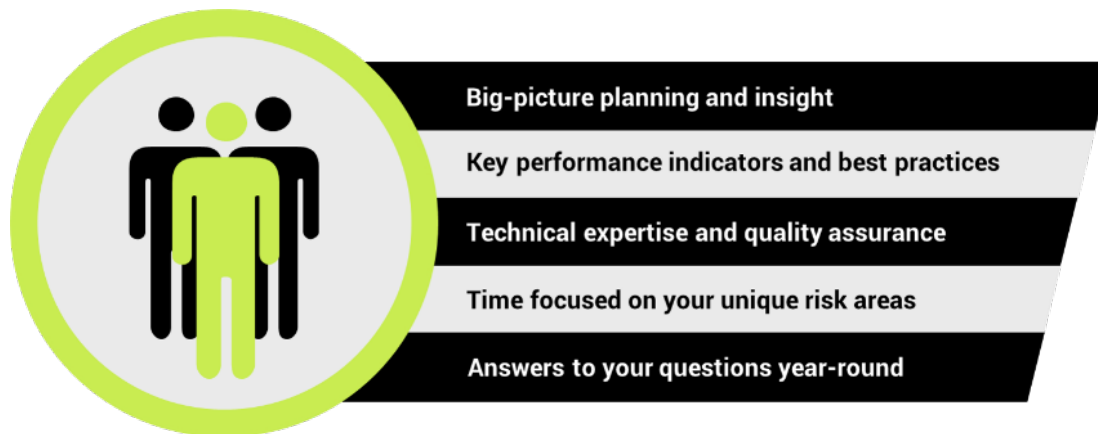 Big-picture planning and insight
Key performance indicators and best practices
Technical expertise and quality assurance
Time focused on your unique risk areas
Answers to your questions year-round